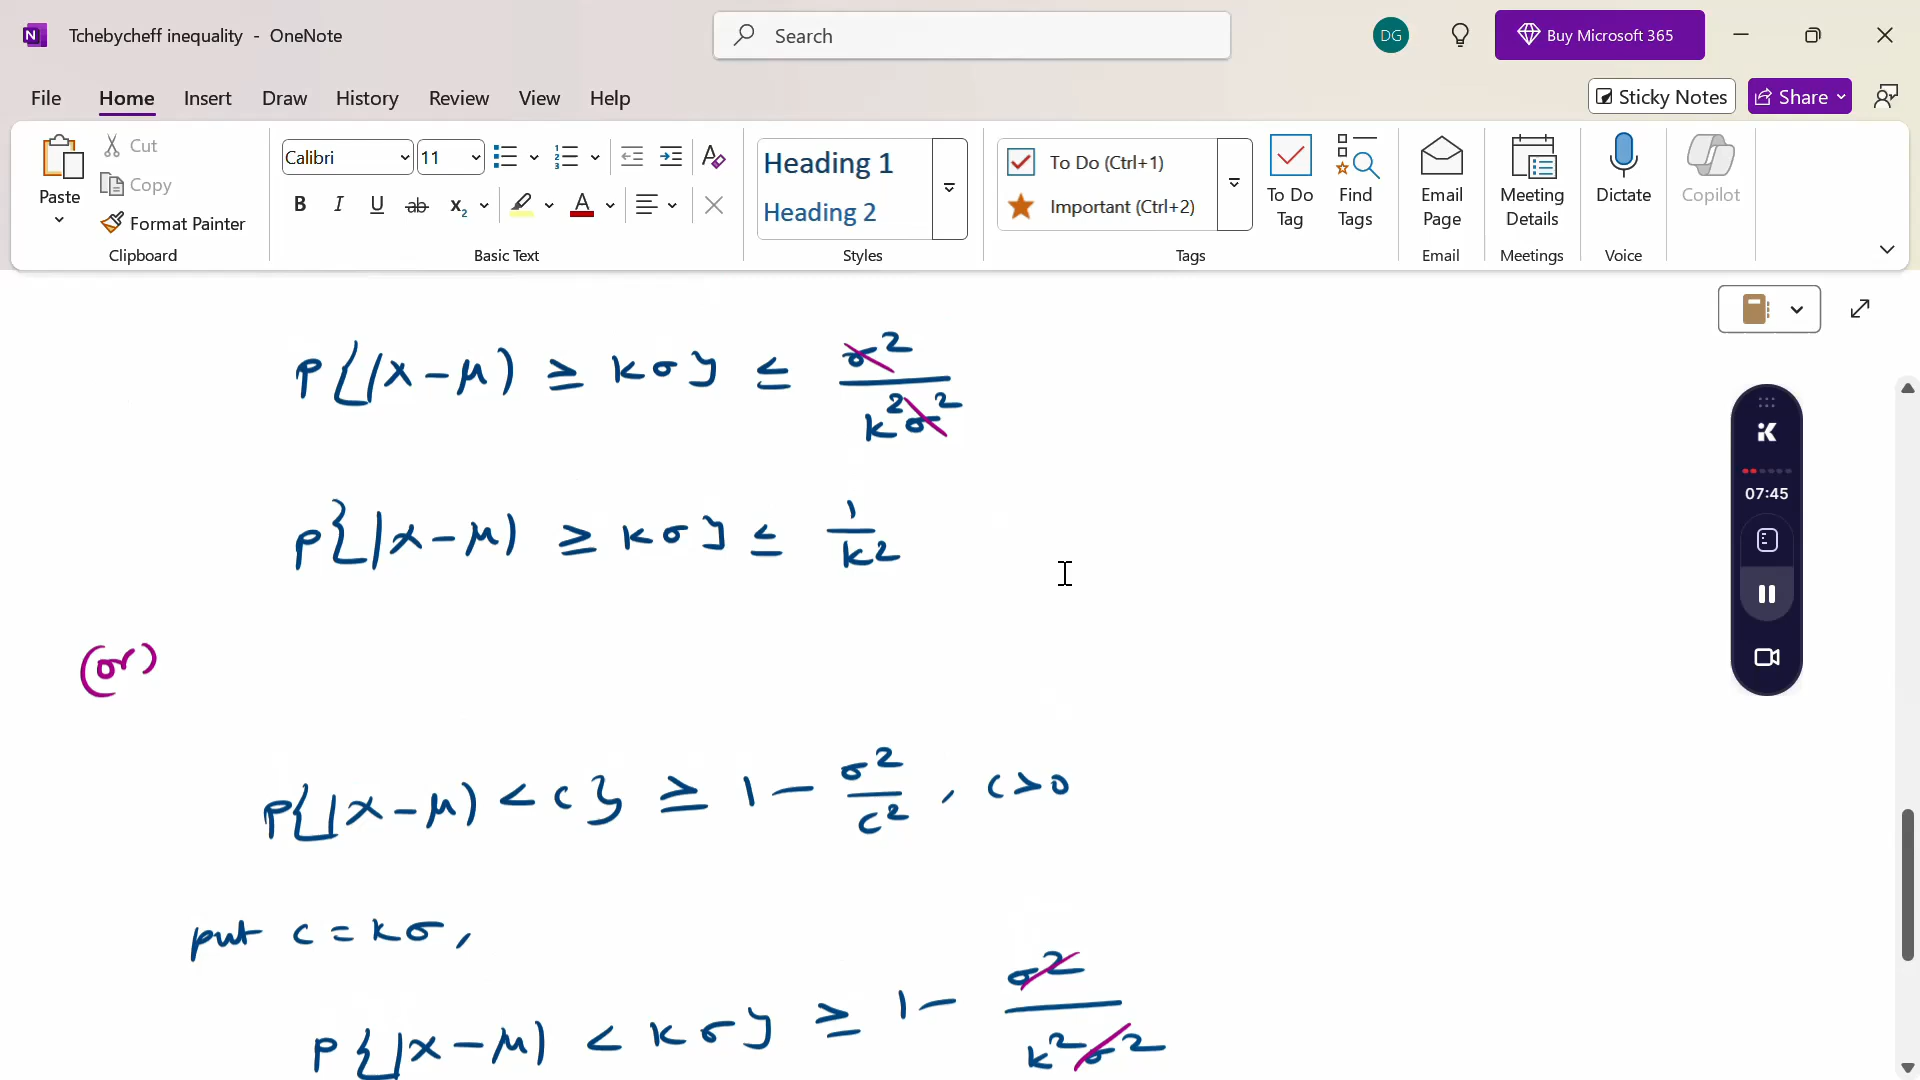 Tchebycheff inequality - OneNote
Search
DG
Buy Microsoft 365
File Home Insert Draw History Review View Help
Sticky Notes
Share
Paste
Cut
Copy
Format Painter
Clipboard
Calibri 11
B I U ab x₂ A
Basic Text
Heading 1
Heading 2
Styles
To Do (Ctrl+1)
Important (Ctrl+2)
To Do Tag
Find Tags
Tags
Email Page
Email
Meeting Details
Meetings
Dictate
Voice
Copilot
07:45
P{|X-μ) ≥ kσ} ≤ σ²/k²σ²
P{|X-μ) ≥ kσ} ≤ 1/k²
(or)
P{|X-μ) < c} ≥ 1 - σ²/c², c>0
put c = kσ,
P{|X-μ) < kσ} ≥ 1 - σ²/k²σ²